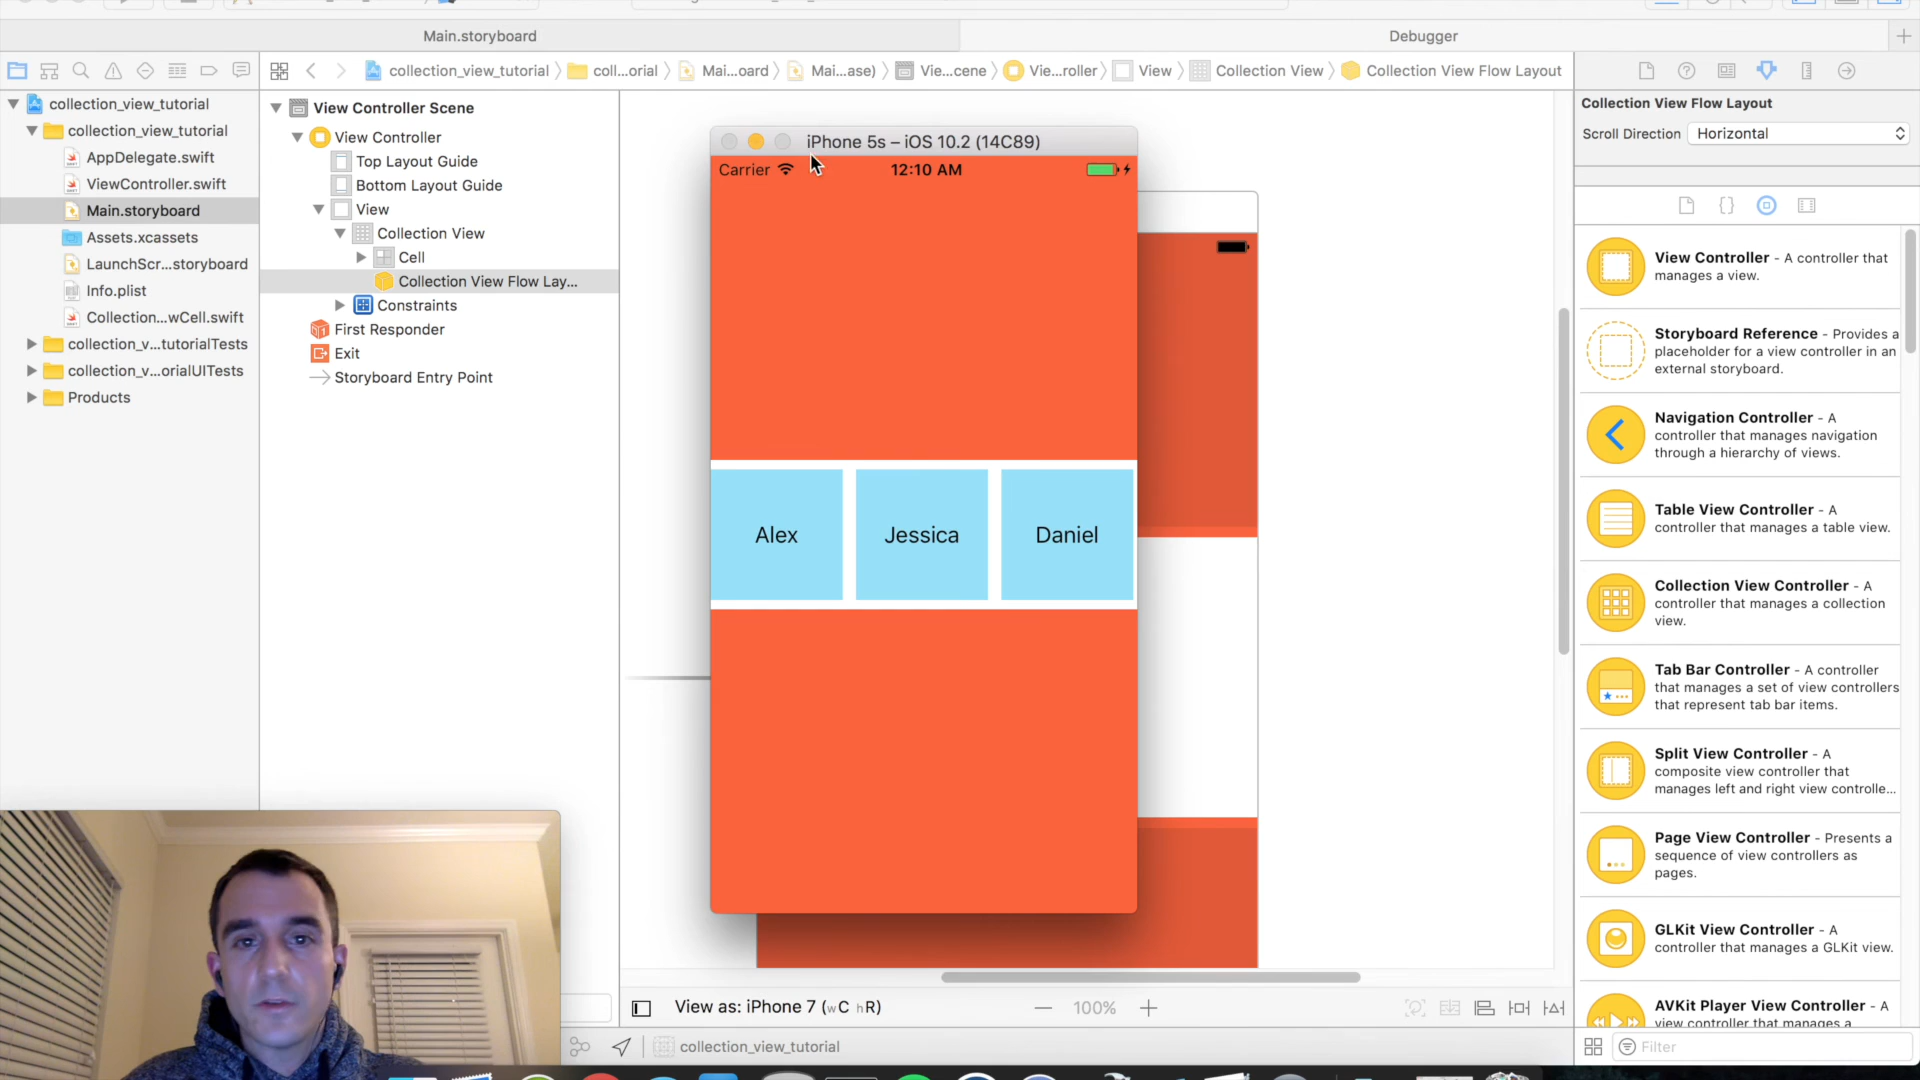 Main.storyboard
Debugger
collection_view_tutorial
coll...orial
Mai...oard
Mai...ase)
Vie...cene
Vie...roller
View
Collection View
Collection View Flow Layout
collection_view_tutorial
collection_view_tutorial
AppDelegate.swift
ViewController.swift
Main.storyboard
Assets.xcassets
LaunchScr...storyboard
Info.plist
Collection...wCell.swift
collection_v...tutorialTests
collection_v...orialUITests
Products
View Controller Scene
View Controller
Top Layout Guide
Bottom Layout Guide
View
Collection View
Cell
Collection View Flow Lay...
Constraints
First Responder
Exit
Storyboard Entry Point
iPhone 5s – iOS 10.2 (14C89)
Carrier
12:10 AM
Alex
Jessica
Daniel
View as: iPhone 7 (wC hR)
100%
collection_view_tutorial
Collection View Flow Layout
Scroll Direction
Horizontal
View Controller - A controller that
manages a view.
Storyboard Reference - Provides a
placeholder for a view controller in an
external storyboard.
Navigation Controller - A
controller that manages navigation
through a hierarchy of views.
Table View Controller - A
controller that manages a table view.
Collection View Controller - A
controller that manages a collection
view.
Tab Bar Controller - A controller
that manages a set of view controllers
that represent tab bar items.
Split View Controller - A
composite view controller that
manages left and right view controlle...
Page View Controller - Presents a
sequence of view controllers as
pages.
GLKit View Controller - A
controller that manages a GLKit view.
AVKit Player View Controller - A
view controller that manages a
Filter